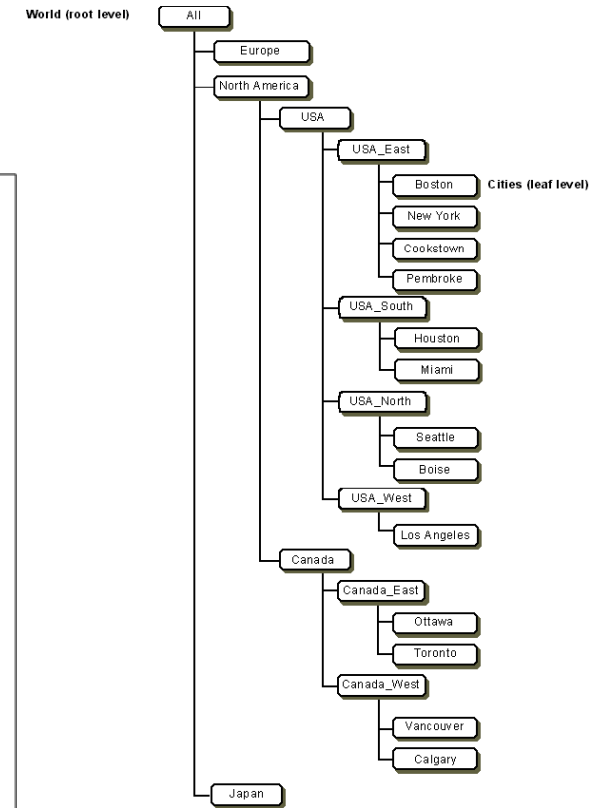 World (root level)
All
Europe
North America
USA
USA_East
Boston
Cities (leaf level)
New York
Cookstown
Pembroke
USA_South
Houston
Miami
USA_North
Seattle
Boise
USA_West
Los Angeles
Canada
Canada_East
Ottawa
Toronto
Canada_West
Vancouver
Calgary
Japan